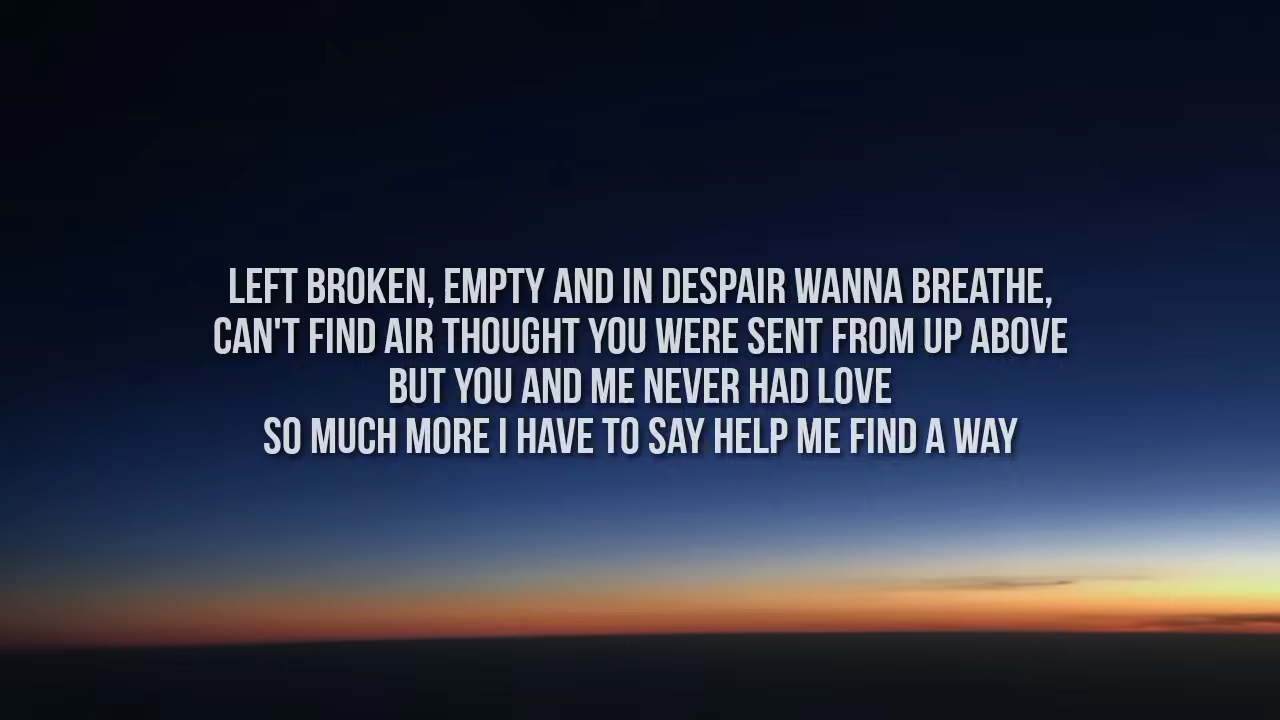 LEFT BROKEN, EMPTY AND IN DESPAIR WANNA BREATHE,
CAN'T FIND AIR THOUGHT YOU WERE SENT FROM UP ABOVE
BUT YOU AND ME NEVER HAD LOVE
SO MUCH MORE I HAVE TO SAY HELP ME FIND A WAY